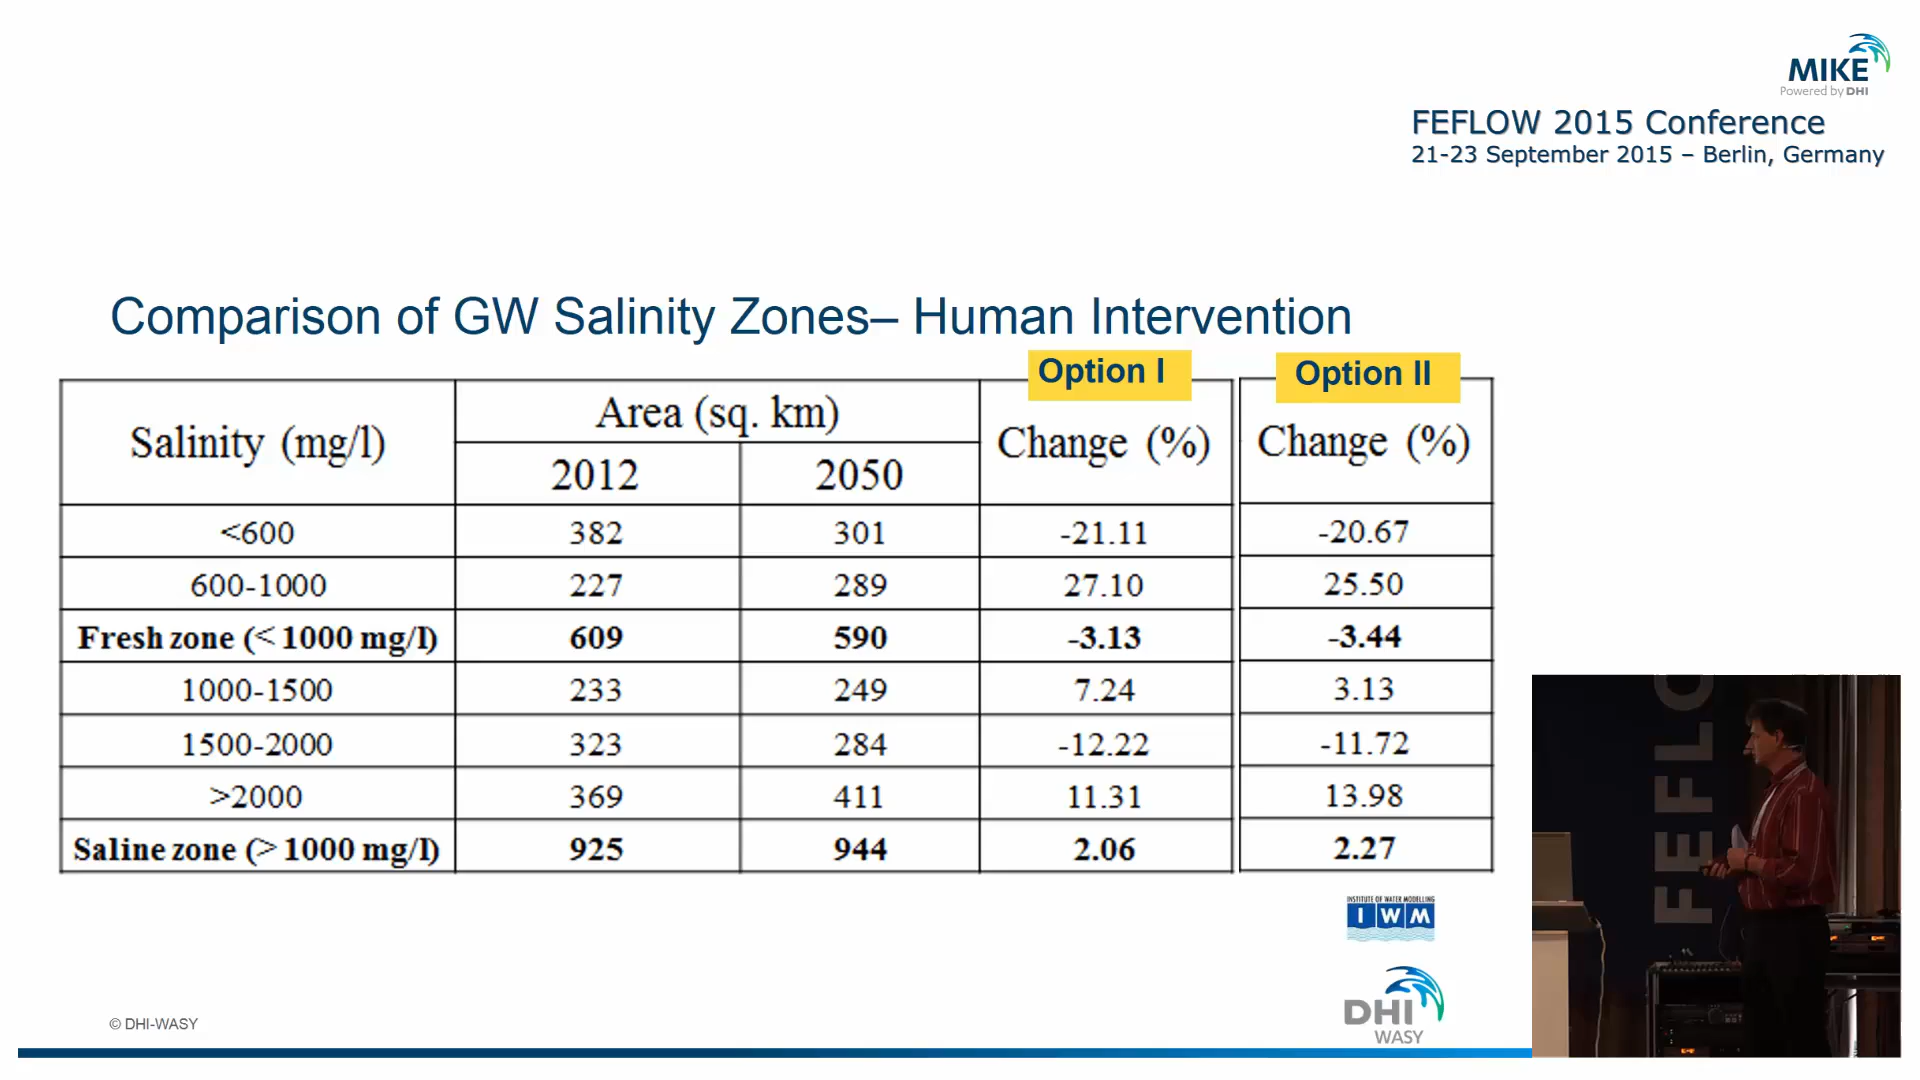 MIKE
Powered by DHI
FEFLOW 2015 Conference
21-23 September 2015 – Berlin, Germany
Comparison of GW Salinity Zones– Human Intervention
Option I
Option II
Salinity (mg/l)
Area (sq. km)
Change (%)
Change (%)
2012 2050
<600 382 301 -21.11 -20.67
600-1000 227 289 27.10 25.50
Fresh zone (< 1000 mg/l) 609 590 -3.13 -3.44
1000-1500 233 249 7.24 3.13
1500-2000 323 284 -12.22 -11.72
>2000 369 411 11.31 13.98
Saline zone (> 1000 mg/l) 925 944 2.06 2.27
INSTITUTE OF WATER MODELLING
IWM
DHI
WASY
© DHI-WASY
FEFLO